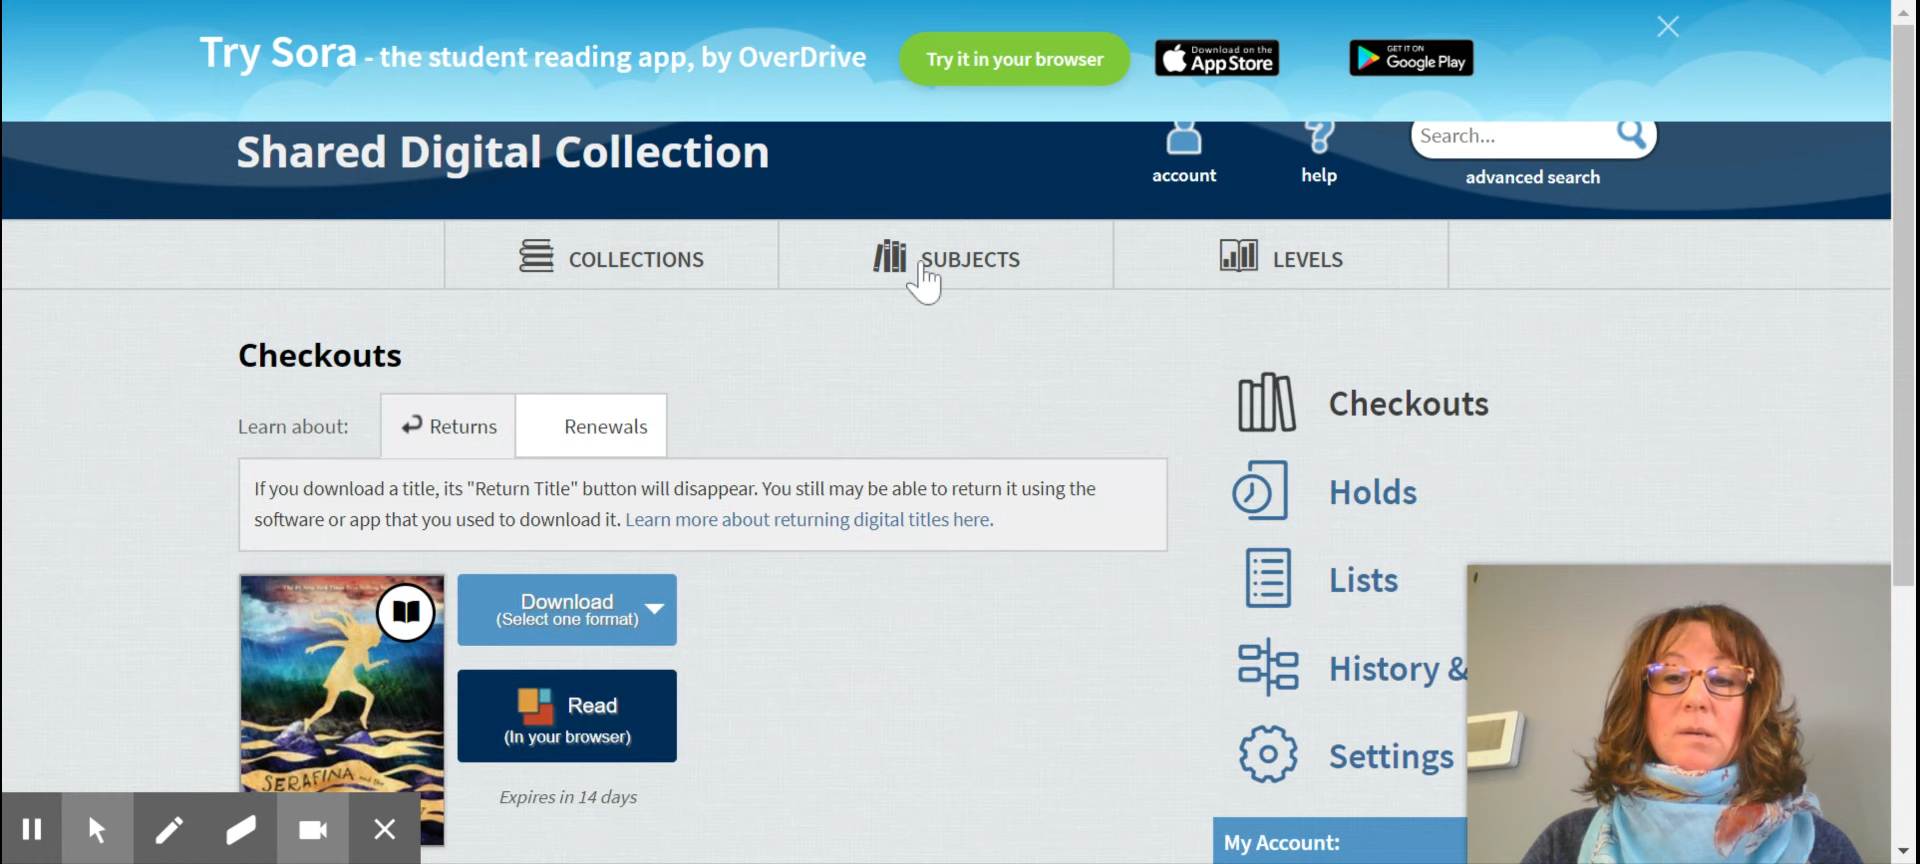 Try Sora - the student reading app, by OverDrive
Try it in your browser
Download on the
App Store
GET IT ON
Google Play
Shared Digital Collection
account
help
Search...
advanced search
COLLECTIONS
SUBJECTS
LEVELS
Checkouts
Learn about:
Returns
Renewals
If you download a title, its "Return Title" button will disappear. You still may be able to return it using the
software or app that you used to download it. Learn more about returning digital titles here.
Download
(Select one format)
Read
(In your browser)
Expires in 14 days
SERAFINA and the
Checkouts
Holds
Lists
History &
Settings
My Account: